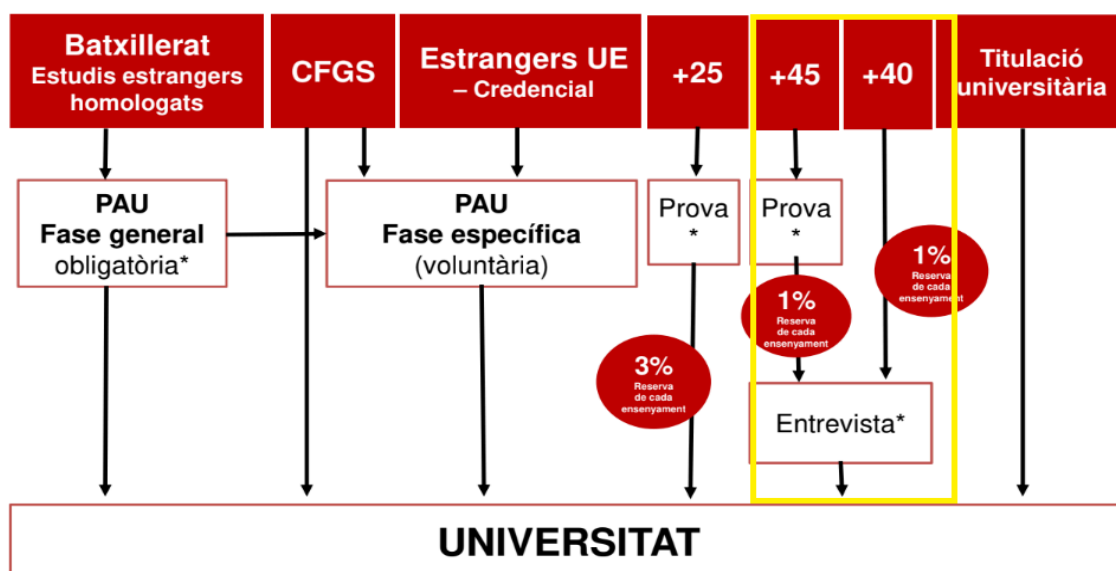 Batxillerat
Estudis estrangers
homologats
CFGS
Estrangers UE
– Credencial
+25
+45
+40
Titulació
universitària
PAU
Fase general
obligatòria*
PAU
Fase específica
(voluntària)
Prova
*
Prova
*
1%
Reserva
de cada
ensenyament
1%
Reserva
de cada
ensenyament
3%
Reserva
de cada
ensenyament
Entrevista*
UNIVERSITAT